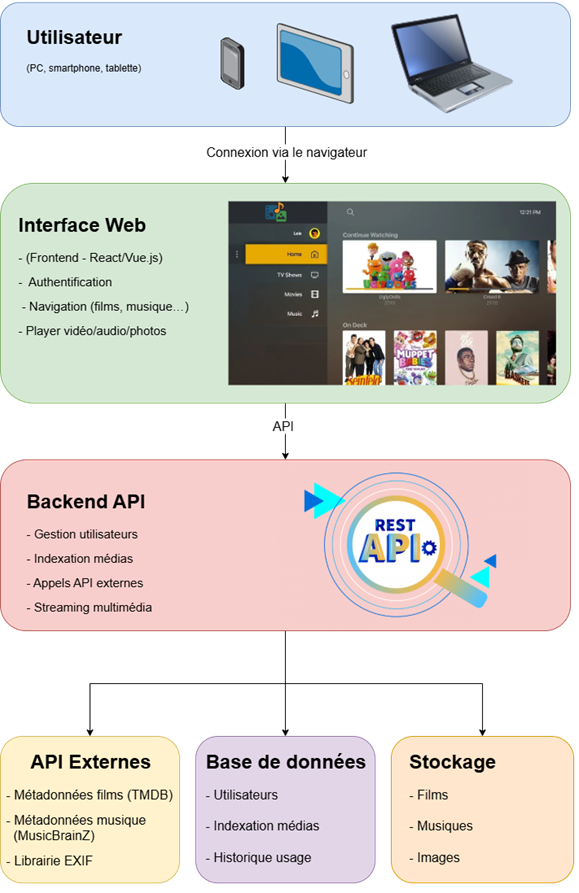 Utilisateur
(PC, smartphone, tablette)
Connexion via le navigateur
Interface Web
- (Frontend - React/Vue.js)
- Authentification
- Navigation (films, musique…)
- Player vidéo/audio/photos
12:21 PM
Leb
Home
TV Shows
Movies
Music
Continue Watching
UglyDolls
2019
Creed II
2018
On Deck
Seinfeld
MUPPET
BABIES
API
Backend API
- Gestion utilisateurs
- Indexation médias
- Appels API externes
- Streaming multimédia
REST
API
API Externes
- Métadonnées films (TMDB)
- Métadonnées musique
(MusicBrainZ)
- Librairie EXIF
Base de données
- Utilisateurs
- Indexation médias
- Historique usage
Stockage
- Films
- Musiques
- Images